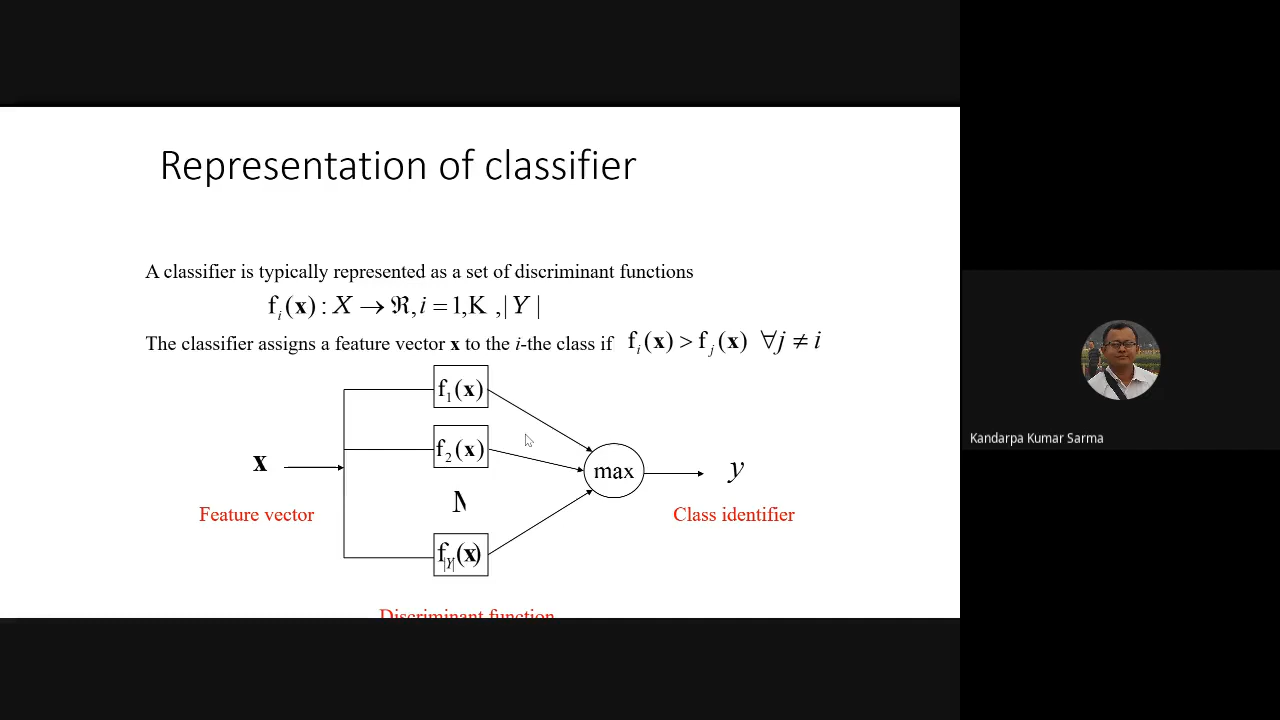 Representation of classifier
A classifier is typically represented as a set of discriminant functions
f_i(x) : X → ℜ, i = 1,K ,| Y |
The classifier assigns a feature vector x to the i-the class if f_i(x) > f_j(x) ∀j ≠ i
f_1(x)
f_2(x)
x
max
y
M
Feature vector
Class identifier
f_|Y|(x)
Discriminant function
Kandarpa Kumar Sarma